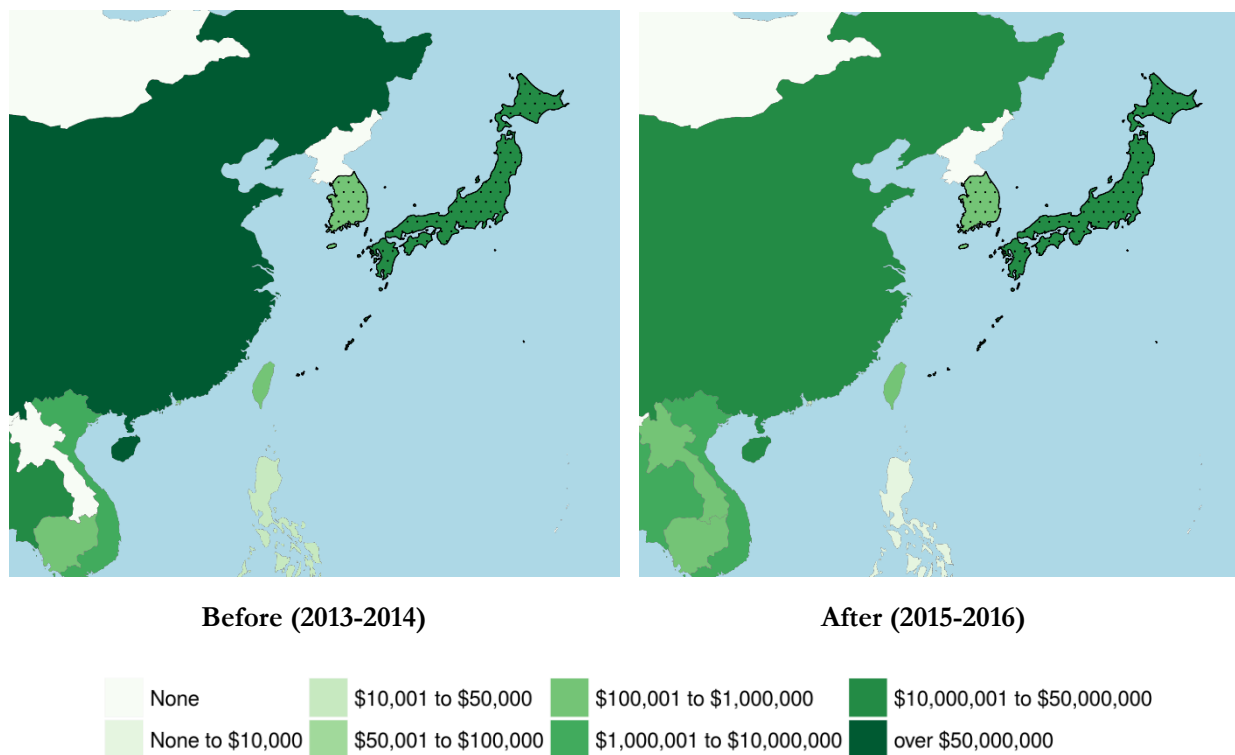 Before (2013-2014)
After (2015-2016)
None
$10,001 to $50,000
$100,001 to $1,000,000
$10,000,001 to $50,000,000
None to $10,000
$50,001 to $100,000
$1,000,001 to $10,000,000
over $50,000,000